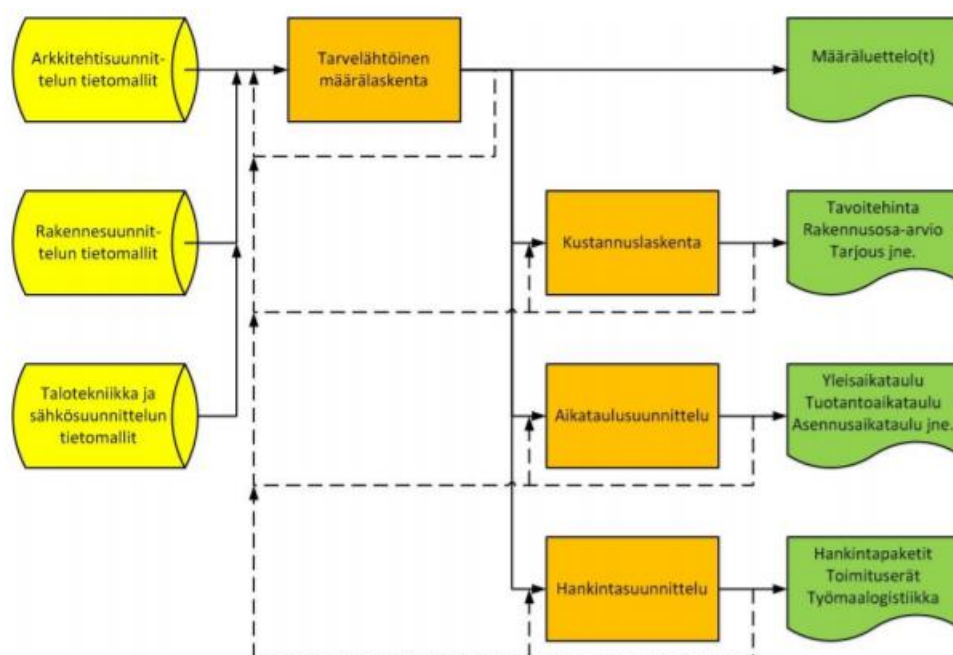 Arkkitehtisuunnit-
telun tietomallit
Tarvelähtöinen
määrälaskenta
Määräluettelo(t)
Rakennesuunnit-
telun tietomallit
Kustannuslaskenta
Tavoitehinta
Rakennusosa-arvio
Tarjous jne.
Talotekniikka ja
sähkösuunnittelun
tietomallit
Aikataulusuunnittelu
Yleisaikataulu
Tuotantoaikataulu
Asennusaikataulu jne.
Hankintasuunnittelu
Hankintapaketit
Toimituserät
Työmaalogistiikka